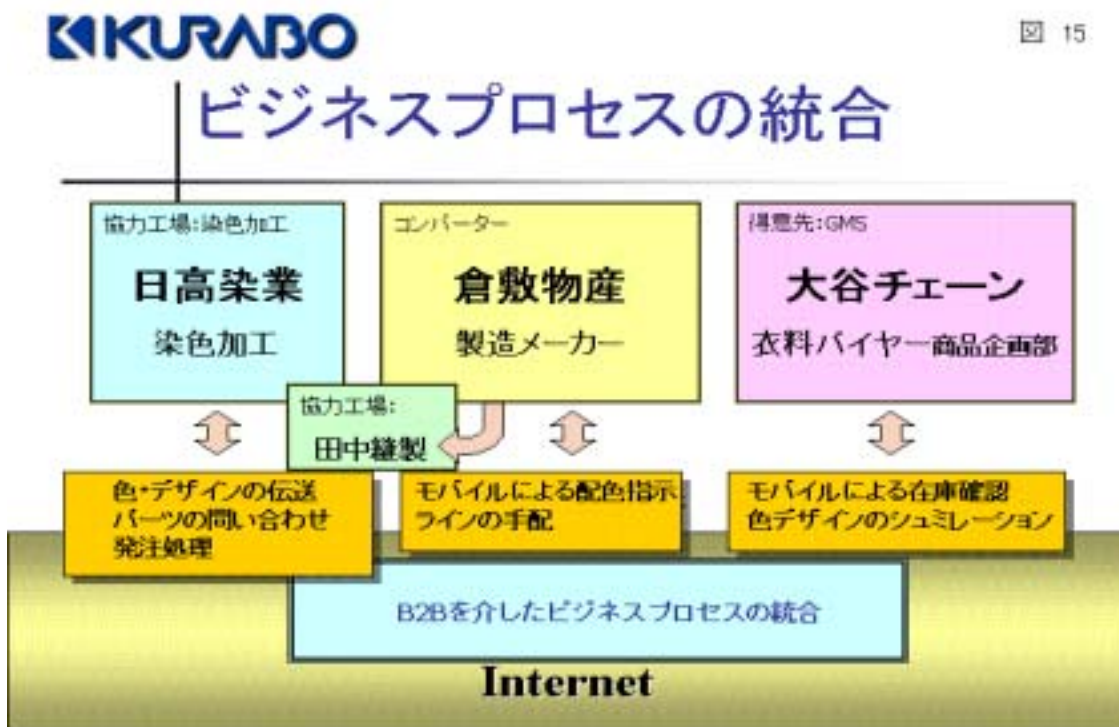 KURABO
図 15
ビジネスプロセスの統合
協力工場:染色加工
日高染業
染色加工
コンバーター
倉敷物産
製造メーカー
得意先:GMS
大谷チェーン
衣料バイヤー商品企画部
協力工場:
田中縫製
色・デザインの伝送
パーツの問い合わせ
発注処理
モバイルによる配色指示
ラインの手配
モバイルによる在庫確認
色デザインのシュミレーション
B2Bを介したビジネスプロセスの統合
Internet